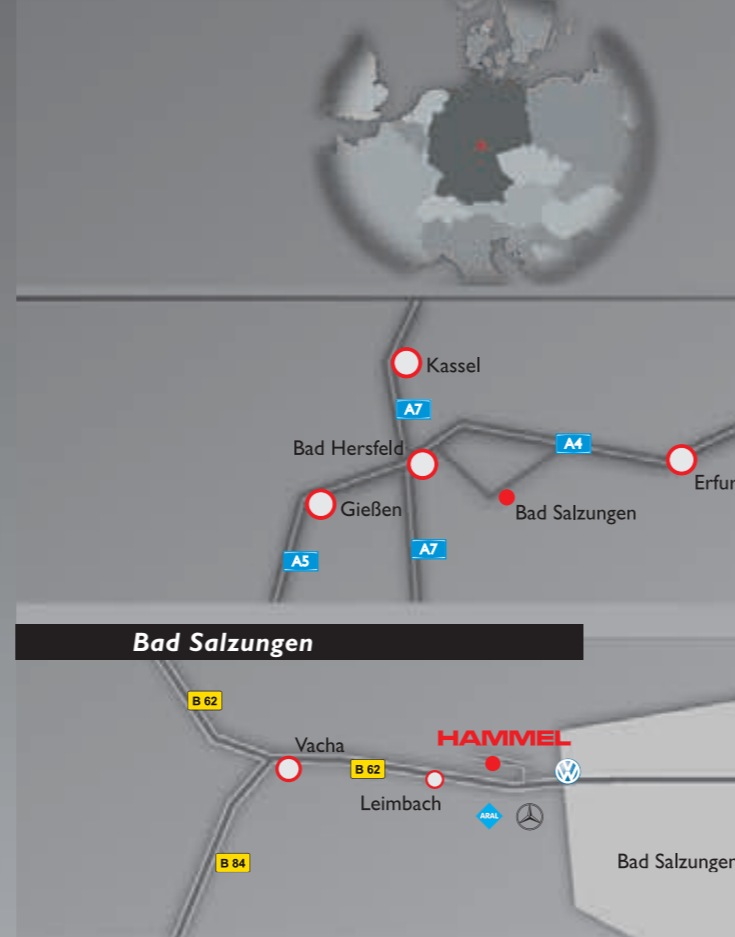 Kassel
A7
Bad Hersfeld
A4
Erfur
Gießen
Bad Salzungen
A7
A5
Bad Salzungen
B 62
HAMMEL
Vacha
B 62
Leimbach
ARAL
Bad Salzungen
B 84